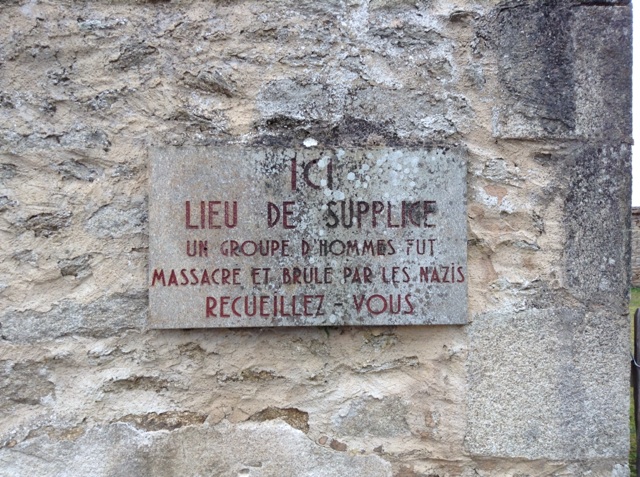 ICI
LIEU DE SUPPLICE
UN GROUPE D'HOMMES FUT
MASSACRE ET BRULE PAR LES NAZIS
RECUEILLEZ-VOUS